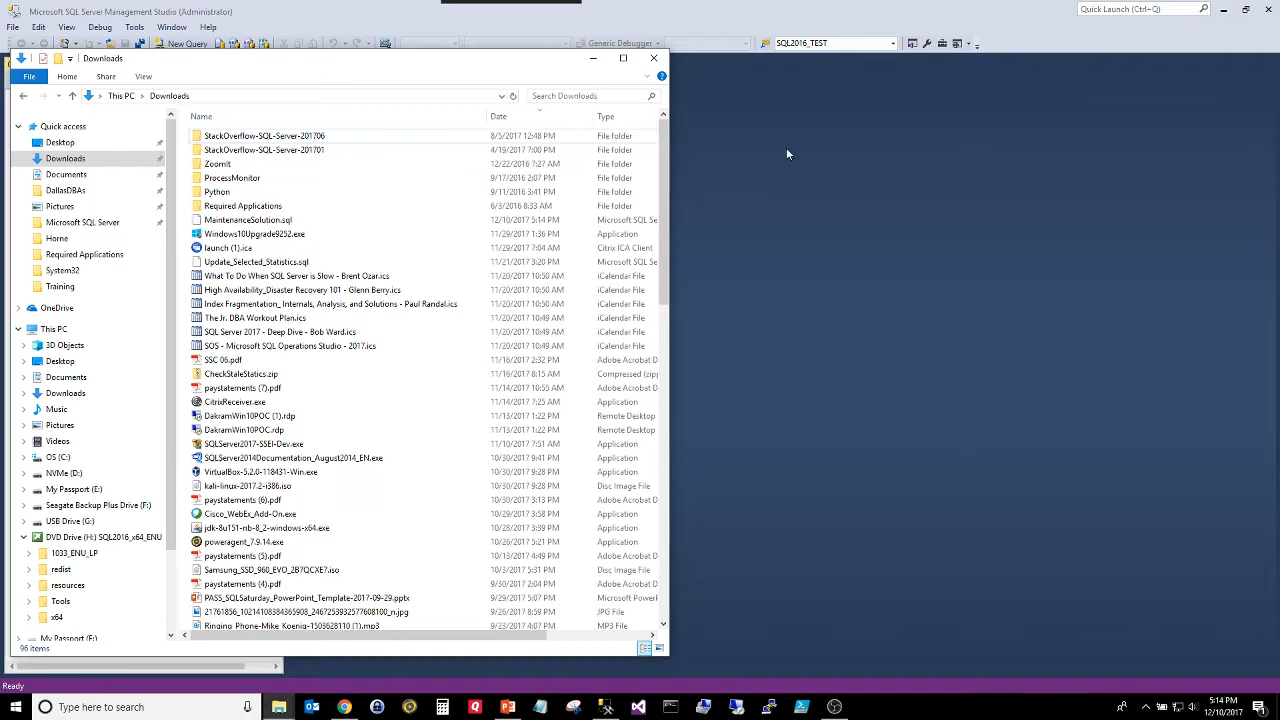 Microsoft SQL Server Management Studio (Administrator)
Quick Launch (Ctrl+Q)
File Edit View Debug Tools Window Help
New Query
Generic Debugger
SQL2016_TEST
Downloads
File Home Share View
This PC Downloads
Search Downloads
Name Date Type
Quick access
Desktop
Downloads
Documents
DallasDBAs
Pictures
Microsoft SQL Server
Home
Required Applications
System32
Training
OneDrive
This PC
3D Objects
Desktop
Documents
Downloads
Music
Pictures
Videos
OS (C:)
NVMe (D:)
My Passport (E:)
Seagate Backup Plus Drive (F:)
USB Drive (G:)
DVD Drive (H:) SQL2016_x64_ENU
1033_ENU_LP
redist
resources
Tools
x64
My Passport (E:)
StackOverflow-SQL-Server-201706 8/5/2017 12:48 PM File folder
StackOverflow-SQL-Server-201701 4/19/2017 7:00 PM File folder
ZoomIt 12/22/2016 7:27 AM File folder
ProcessMonitor 9/17/2016 2:07 PM File folder
Python 9/11/2016 3:41 PM File folder
Required Applications 6/3/2016 8:33 AM File folder
MaintenanceSolution.sql 12/10/2017 5:14 PM Microsoft SQL Se
Windows10Upgrade9252.exe 11/29/2017 1:36 PM Application
launch (1).ica 11/29/2017 7:04 AM Citrix ICA Client
Update_Selected_Statistics.sql 11/21/2017 3:20 PM Microsoft SQL Se
What To Do When SQL Server is Slow - Brent Ozar.ics 11/20/2017 10:50 AM iCalendar File
High Availability_Disaster Recovery 101 - Glenn Berry.ics 11/20/2017 10:50 AM iCalendar File
Index Fragmentation_ Internals, Analysis, and Solutions - Paul Randal.ics 11/20/2017 10:50 AM iCalendar File
The Jr. DBA Workout Plan.ics 11/20/2017 10:49 AM iCalendar File
SQL Server 2017 - Deep Dive - Bob Ward.ics 11/20/2017 10:49 AM iCalendar File
SOS - Microsoft SQL Operations Studio - 2017.ics 11/20/2017 10:49 AM iCalendar File
SSC 06.pdf 11/16/2017 2:32 PM Adobe Acrobat D
CheckStaleStatics.zip 11/16/2017 8:15 AM Compressed (zipp
paystatements (7).pdf 11/14/2017 10:55 AM Adobe Acrobat D
CitrixReceiver.exe 11/14/2017 7:25 AM Application
DakramWin10POC (1).rdp 11/13/2017 1:22 PM Remote Desktop
DakramWin10POC.rdp 11/13/2017 1:22 PM Remote Desktop
SQLServer2017-SSEI-Dev.exe 11/10/2017 7:51 AM Application
SQLServer2014Documentation_August2014_EN.exe 10/30/2017 9:41 PM Application
VirtualBox-5.2.0-118431-Win.exe 10/30/2017 9:28 PM Application
kali-linux-2017.2-i386.iso 10/30/2017 9:28 PM Disc Image File
paystatements (6).pdf 10/30/2017 3:13 PM Adobe Acrobat D
Cisco_WebEx_Add-On.exe 10/29/2017 3:58 PM Application
jdk-8u151-nb-8_2-windows-x64.exe 10/28/2017 3:39 PM Application
poweragent_7.9.14.exe 10/26/2017 5:21 PM Application
paystatements (5).pdf 10/13/2017 4:49 PM Adobe Acrobat D
Samsung_SSD_960_EVO_2B7QCXE7.iso 10/3/2017 5:31 PM Disc Image File
paystatements (4).pdf 9/30/2017 2:04 PM Adobe Acrobat D
PASS_SQLSaturday_PowerPoint_Template-2017-09-29.pptx 9/29/2017 5:07 PM Microsoft PowerP
21761856_10214108384365908_2467253932577608100_n.jpg 9/26/2017 8:59 PM JPG File
Ringing_Phone-Mike_Koenig-1503628110 (1).mp3 9/23/2017 4:07 PM MP3 File
96 items
Ready
Type here to search
5:14 PM
12/10/2017